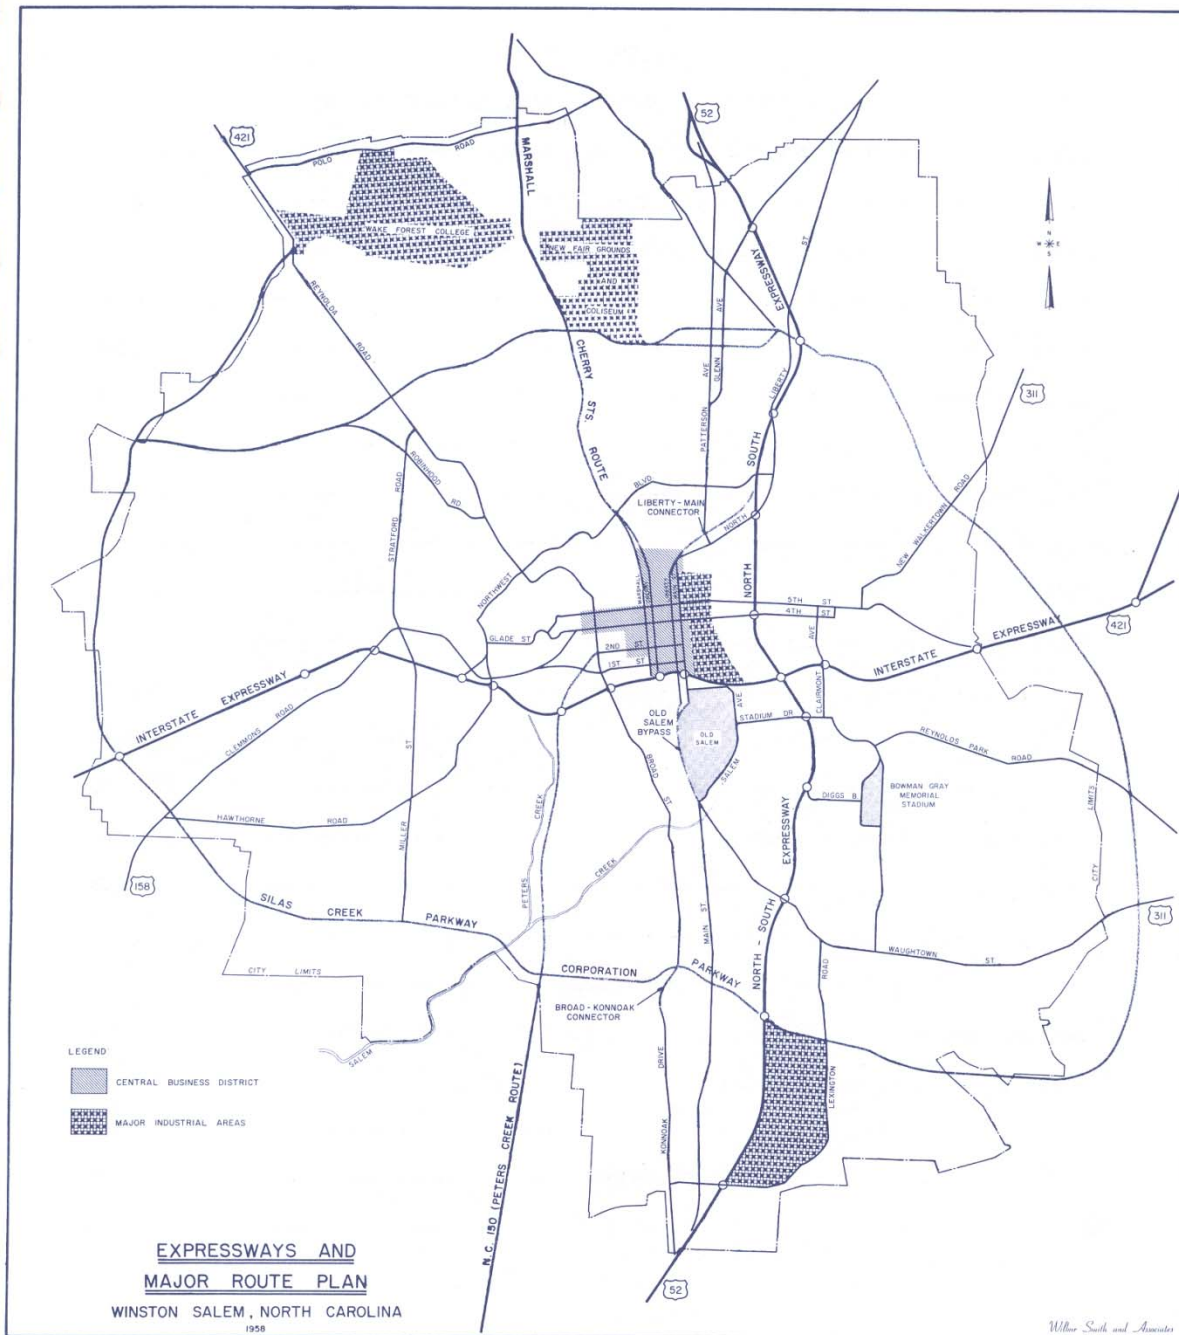 52
421
MARSHALL
POLO ROAD
WAKE FOREST COLLEGE
NEW FAIR GROUNDS
AND
COLISEUM
N
W E
S
EXPRESSWAY
ST
REYNOLDA ROAD
CHERRY STS. ROUTE
PATTERSON AVE
GLENN AVE
LIBERTY
SOUTH
311
ROBINHOOD RD
STRATFORD ROAD
NORTHWEST BLVD
LIBERTY-MAIN
CONNECTOR
NORTH
NORTH
NEW WALKERTOWN ROAD
MARSHALL
5TH ST
4TH ST
GLADE ST
2ND ST
1ST ST
AVE
CLAIRMONT
INTERSTATE EXPRESSWAY
421
INTERSTATE EXPRESSWAY
CLEMMONS ROAD
OLD
SALEM
BYPASS
OLD
SALEM
SALEM AVE
STADIUM DR
REYNOLDS PARK ROAD
BROAD ST
DIGGS B
BOWMAN GRAY
MEMORIAL
STADIUM
CITY LIMITS
HAWTHORNE ROAD
MILLER ST
PETERS CREEK
CREEK
158
SILAS CREEK PARKWAY
MAIN ST
NORTH-SOUTH EXPRESSWAY
WAUGHTOWN ST.
311
CITY LIMITS
CORPORATION PARKWAY
BROAD-KONNOAK
CONNECTOR
LEXINGTON ROAD
SALEM
KONNOAK DRIVE
N.C. 150 (PETERS CREEK ROUTE)
52
LEGEND
CENTRAL BUSINESS DISTRICT
MAJOR INDUSTRIAL AREAS
EXPRESSWAYS AND
MAJOR ROUTE PLAN
WINSTON SALEM, NORTH CAROLINA
1958
Wilbur Smith and Associates